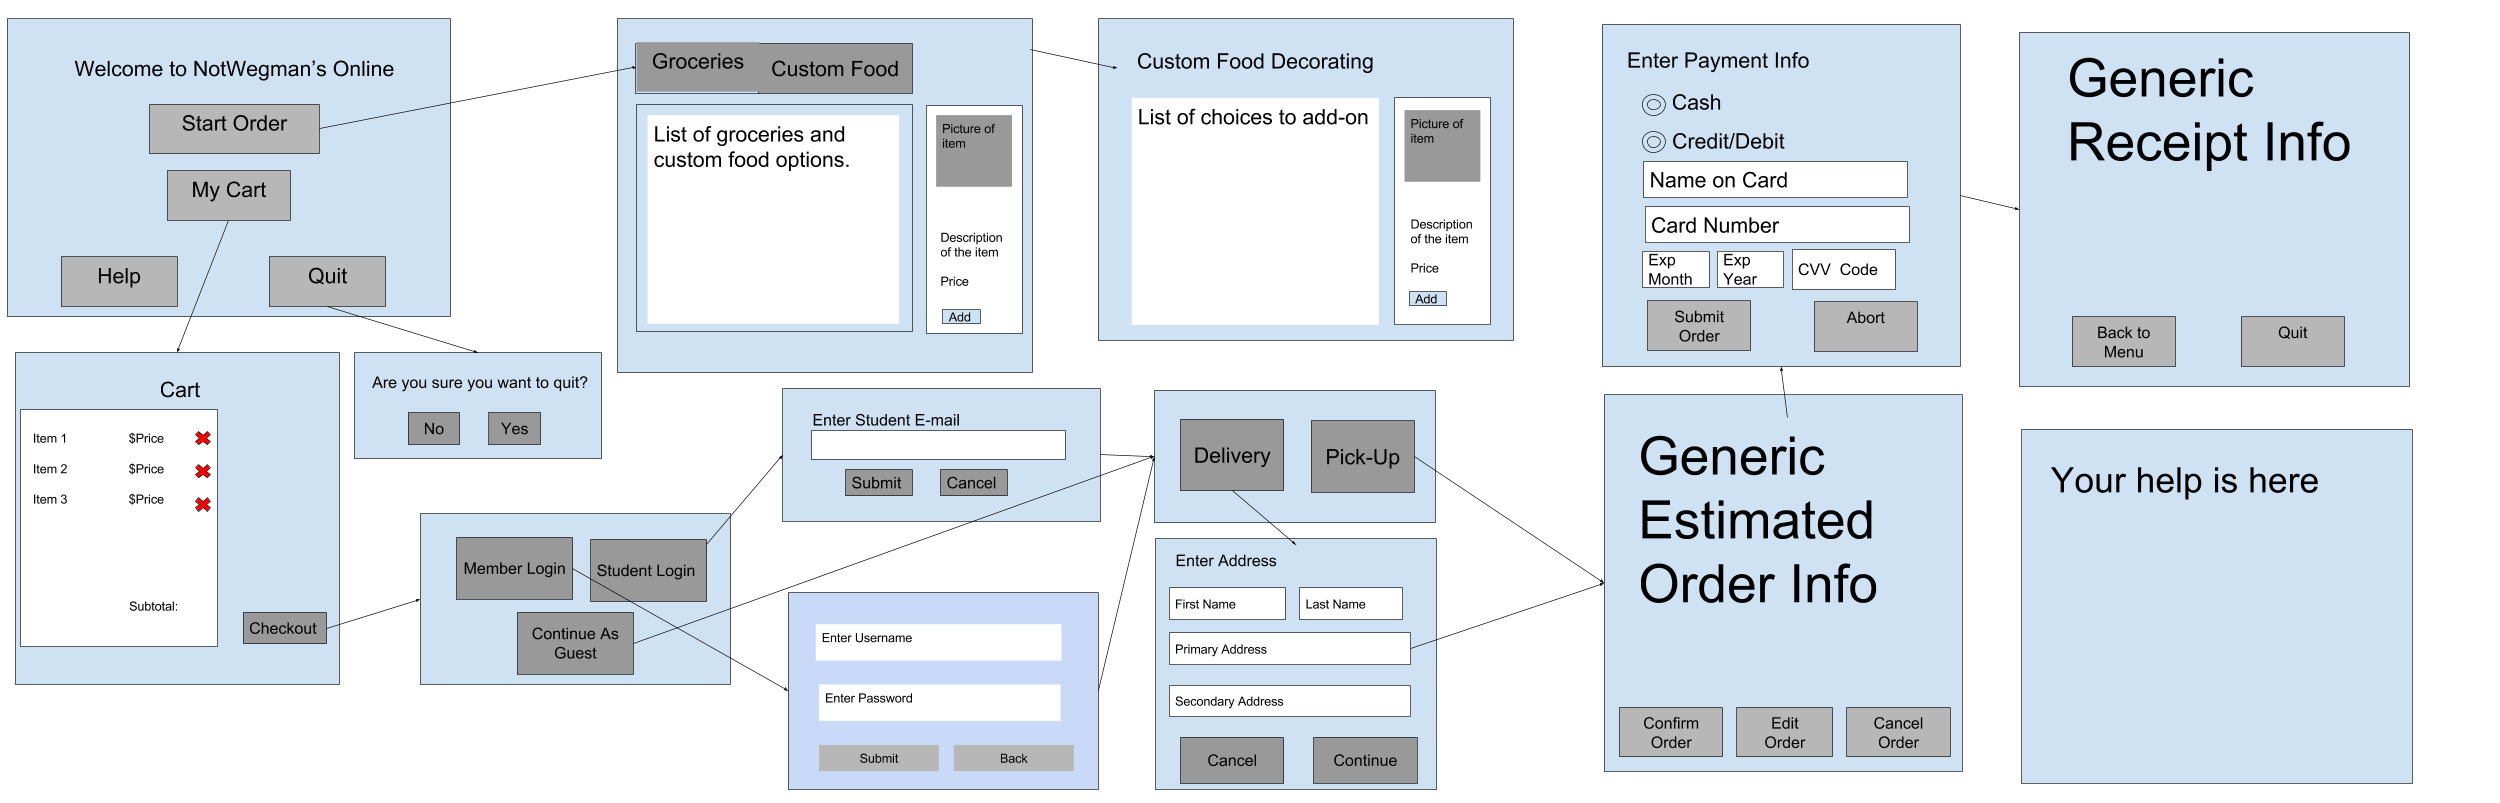 Welcome to NotWegman's Online
Start Order
My Cart
Help
Quit
Groceries
Custom Food
List of groceries and
custom food options.
Picture of
item
Description
of the item
Price
Add
Custom Food Decorating
List of choices to add-on
Picture of
item
Description
of the item
Price
Add
Enter Payment Info
Cash
Credit/Debit
Name on Card
Card Number
Exp
Month
Exp
Year
CVV  Code
Submit
Order
Abort
Generic
Receipt Info
Back to
Menu
Quit
Cart
Item 1 $Price
Item 2 $Price
Item 3 $Price
Subtotal:
Checkout
Are you sure you want to quit?
No
Yes
Member Login
Student Login
Continue As
Guest
Enter Student E-mail
Submit
Cancel
Enter Username
Enter Password
Submit
Back
Delivery
Pick-Up
Enter Address
First Name
Last Name
Primary Address
Secondary Address
Cancel
Continue
Generic
Estimated
Order Info
Confirm
Order
Edit
Order
Cancel
Order
Your help is here